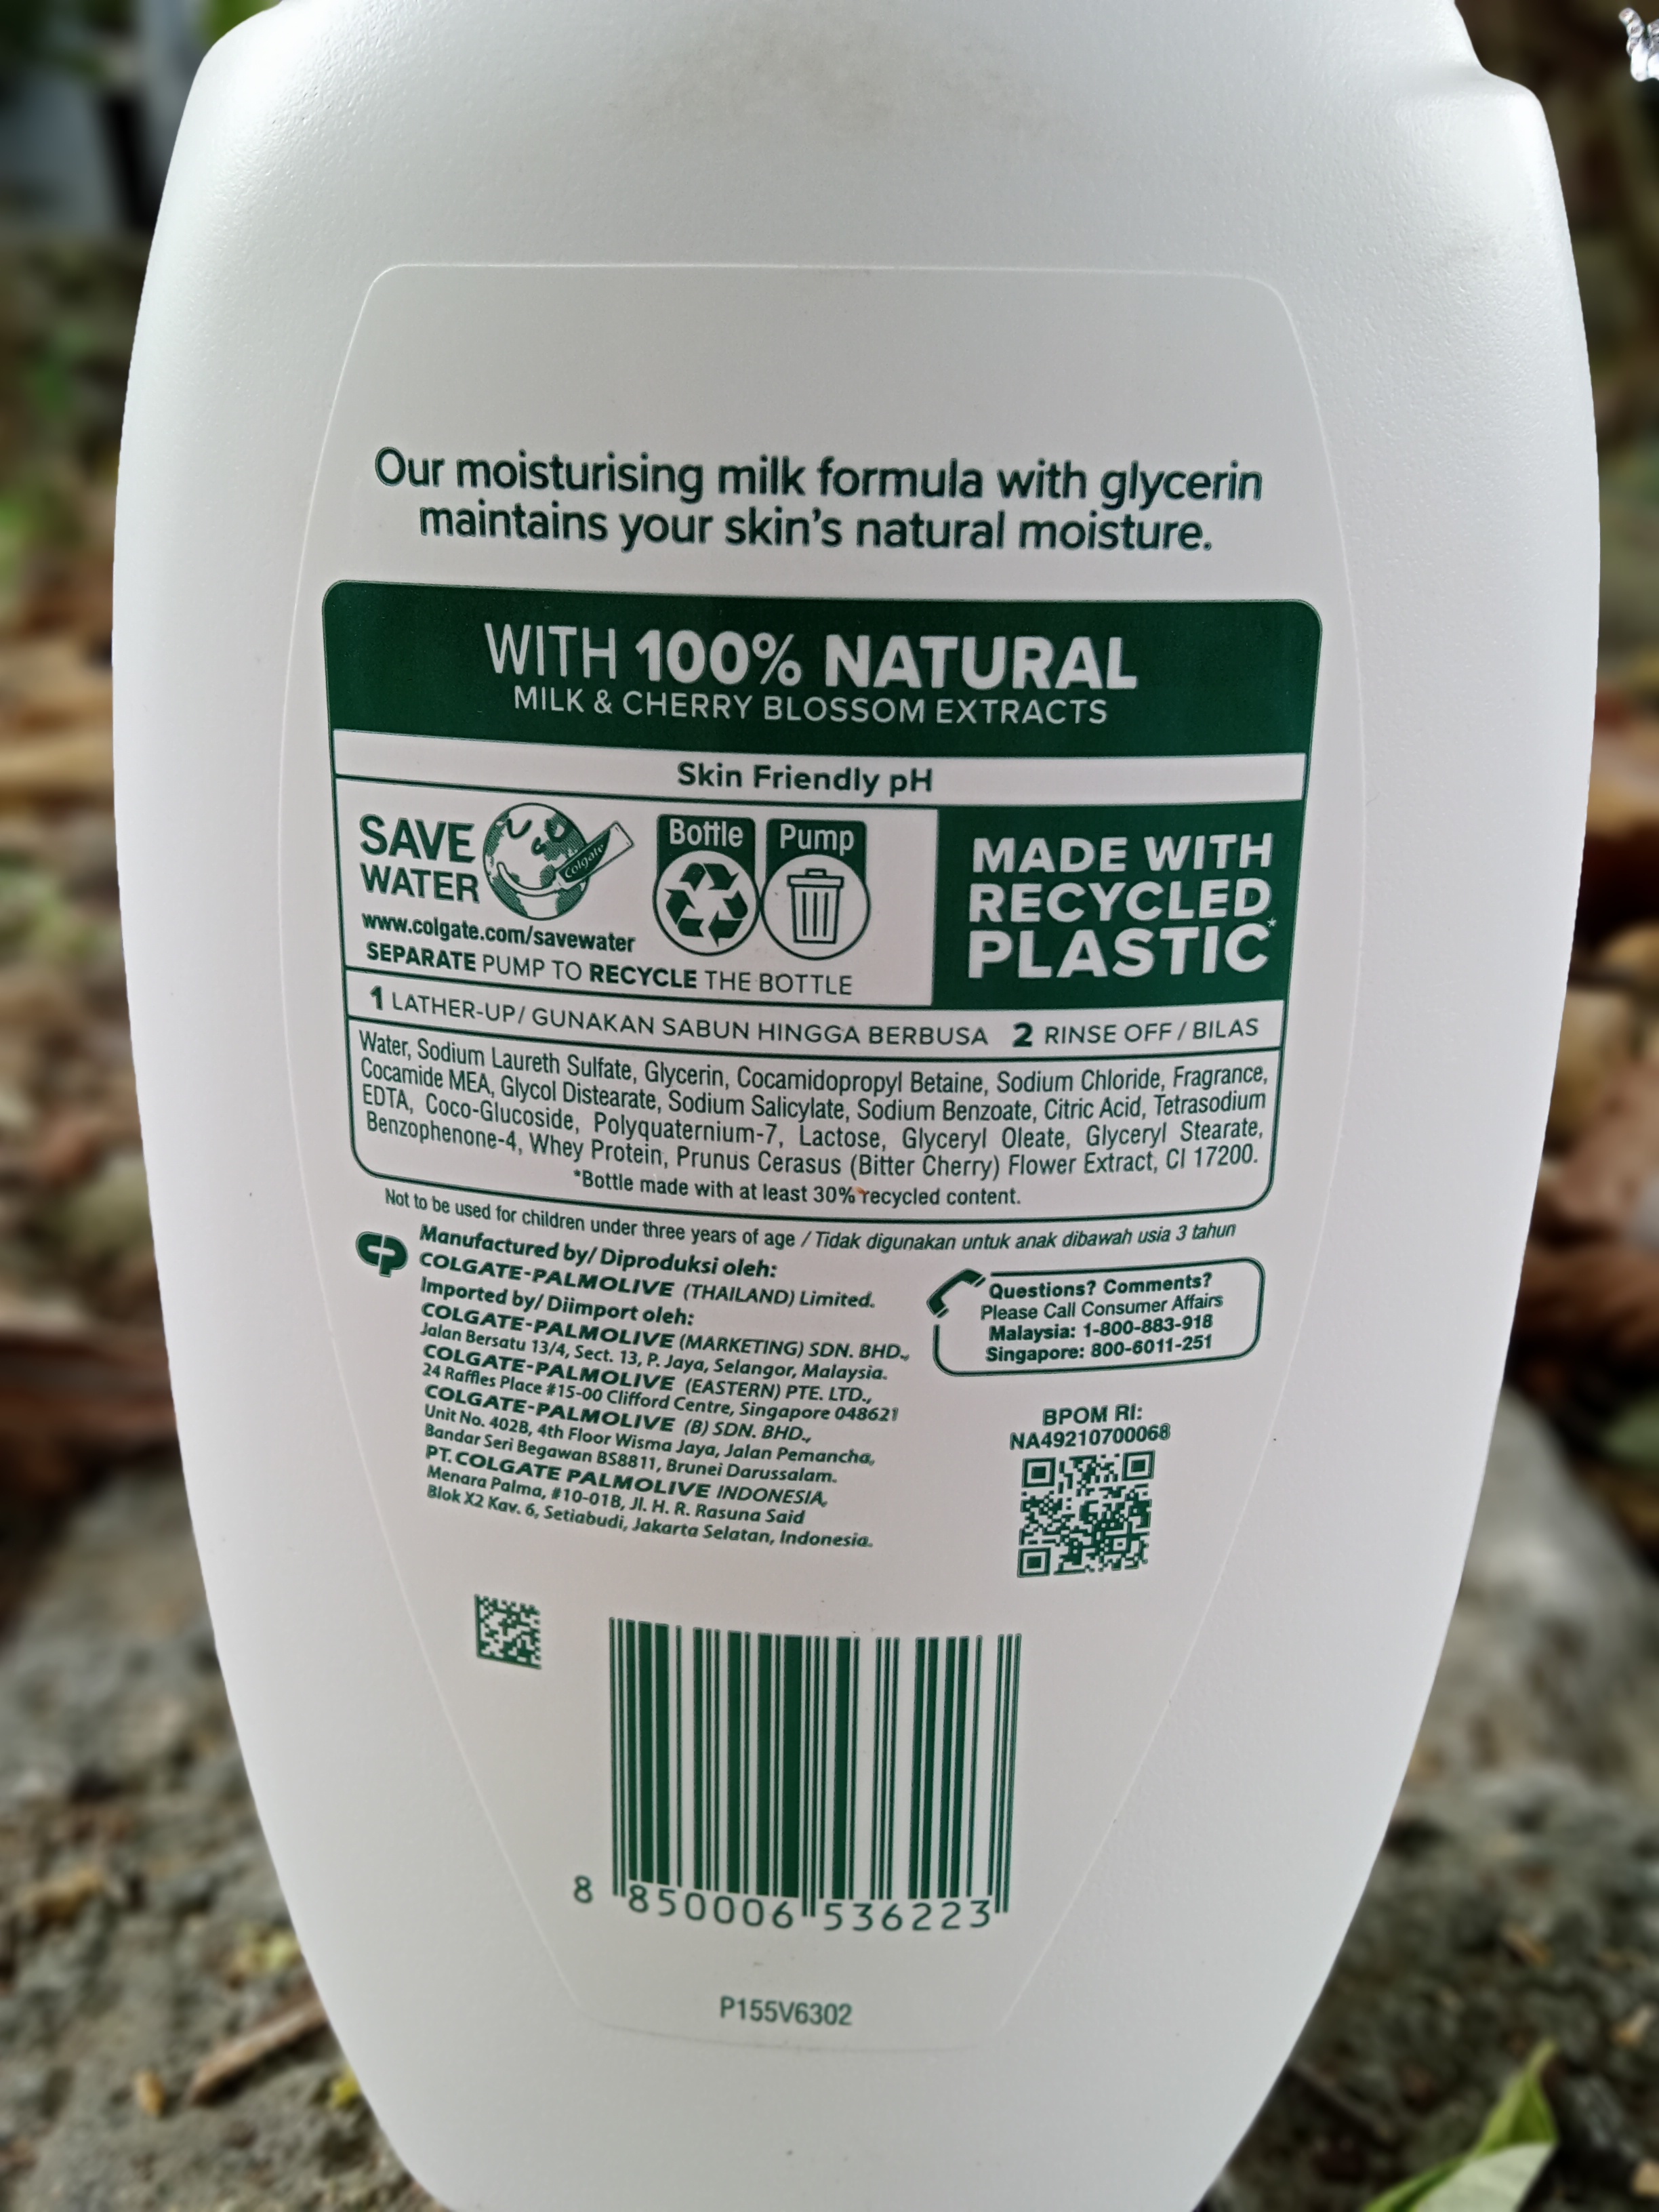 Our moisturising milk formula with glycerin
maintains your skin's natural moisture.
WITH 100% NATURAL
MILK & CHERRY BLOSSOM EXTRACTS
Skin Friendly pH
SAVE
WATER
Colgate
www.colgate.com/savewater
Bottle
Pump
SEPARATE PUMP TO RECYCLE THE BOTTLE
MADE WITH
RECYCLED
PLASTIC*
1 LATHER-UP/ GUNAKAN SABUN HINGGA BERBUSA 2 RINSE OFF / BILAS
Water, Sodium Laureth Sulfate, Glycerin, Cocamidopropyl Betaine, Sodium Chloride, Fragrance,
Cocamide MEA, Glycol Distearate, Sodium Salicylate, Sodium Benzoate, Citric Acid, Tetrasodium
EDTA, Coco-Glucoside, Polyquaternium-7, Lactose, Glyceryl Oleate, Glyceryl Stearate,
Benzophenone-4, Whey Protein, Prunus Cerasus (Bitter Cherry) Flower Extract, CI 17200.
*Bottle made with at least 30% recycled content.
Not to be used for children under three years of age / Tidak digunakan untuk anak dibawah usia 3 tahun
CP
Manufactured by/ Diproduksi oleh:
COLGATE-PALMOLIVE (THAILAND) Limited.
Imported by/ Diimport oleh:
COLGATE-PALMOLIVE (MARKETING) SDN. BHD.,
Jalan Bersatu 13/4, Sect. 13, P. Jaya, Selangor, Malaysia.
COLGATE-PALMOLIVE (EASTERN) PTE. LTD.,
24 Raffles Place #15-00 Clifford Centre, Singapore 048621
COLGATE-PALMOLIVE (B) SDN. BHD.,
Unit No. 402B, 4th Floor Wisma Jaya, Jalan Pemancha,
Bandar Seri Begawan BS8811, Brunei Darussalam.
PT. COLGATE PALMOLIVE INDONESIA,
Menara Palma, #10-01B, Jl. H. R. Rasuna Said
Blok X2 Kav. 6, Setiabudi, Jakarta Selatan, Indonesia.
Questions? Comments?
Please Call Consumer Affairs
Malaysia: 1-800-883-918
Singapore: 800-6011-251
BPOM RI:
NA49210700068
8 850006 536223
P155V6302